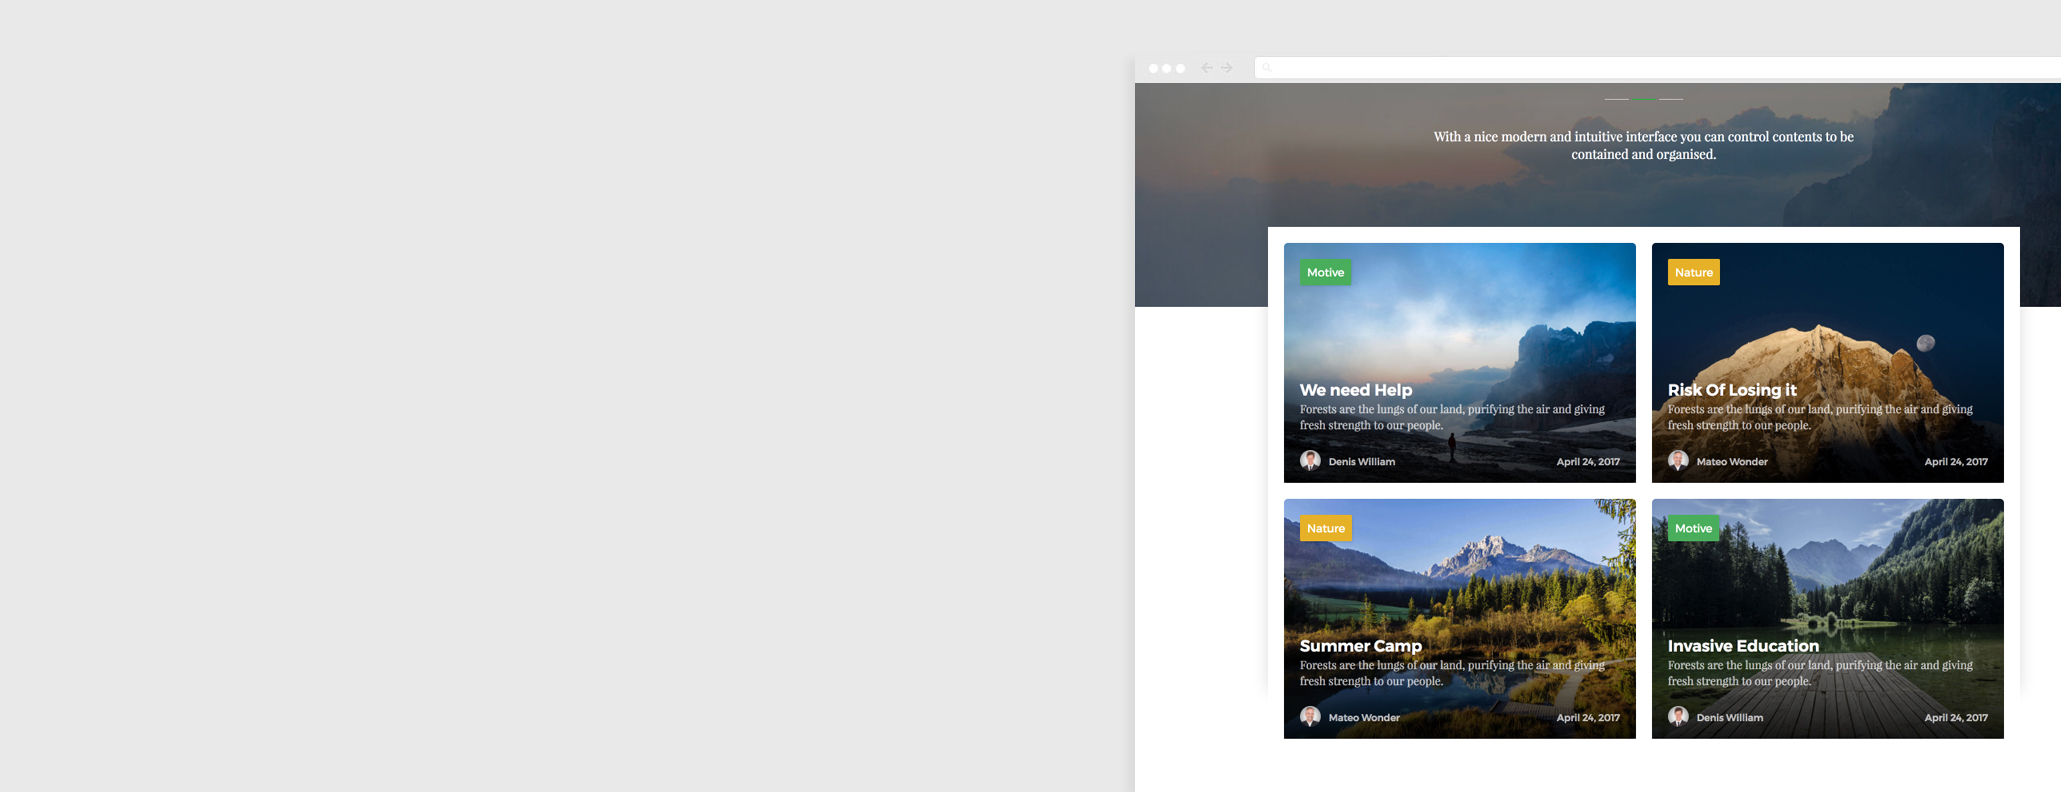 With a nice modern and intuitive interface you can control contents to be
contained and organised.
Motive
We need Help
Forests are the lungs of our land, purifying the air and giving
fresh strength to our people.
Denis William
April 24, 2017
Nature
Risk Of Losing it
Forests are the lungs of our land, purifying the air and giving
fresh strength to our people.
Mateo Wonder
April 24, 2017
Nature
Summer Camp
Forests are the lungs of our land, purifying the air and giving
fresh strength to our people.
Mateo Wonder
April 24, 2017
Motive
Invasive Education
Forests are the lungs of our land, purifying the air and giving
fresh strength to our people.
Denis William
April 24, 2017